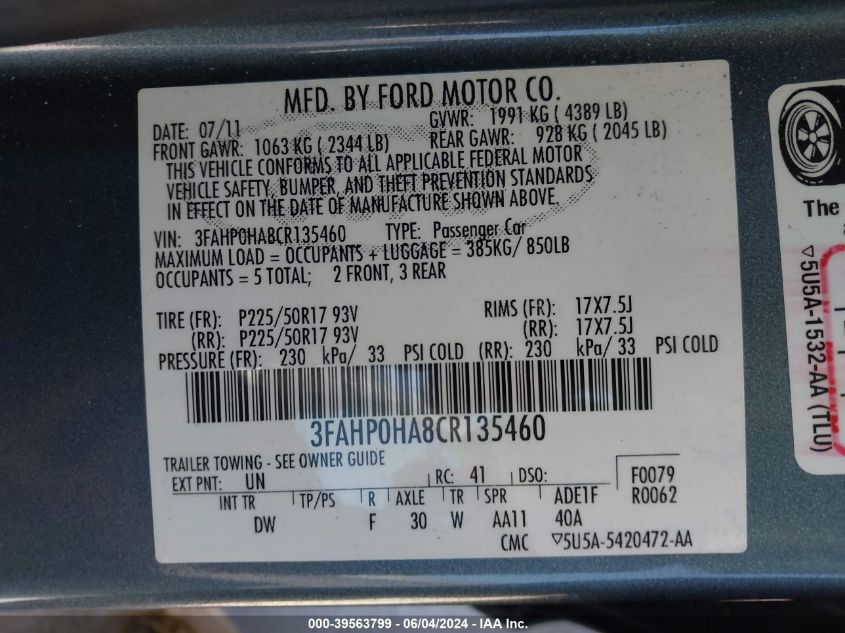 MFD. BY FORD MOTOR CO.
DATE: 07/11 GVWR: 1991 KG ( 4389 LB)
FRONT GAWR: 1063 KG ( 2344 LB) REAR GAWR: 928 KG ( 2045 LB)
THIS VEHICLE CONFORMS TO ALL APPLICABLE FEDERAL MOTOR
VEHICLE SAFETY, BUMPER, AND THEFT PREVENTION STANDARDS
IN EFFECT ON THE DATE OF MANUFACTURE SHOWN ABOVE.
VIN: 3FAHP0HA8CR135460 TYPE: Passenger Car
MAXIMUM LOAD = OCCUPANTS + LUGGAGE = 385KG/ 850LB
OCCUPANTS = 5 TOTAL; 2 FRONT, 3 REAR
TIRE (FR): P225/50R17 93V RIMS (FR): 17X7.5J
(RR): P225/50R17 93V (RR): 17X7.5J
PRESSURE (FR): 230 kPa/ 33 PSI COLD (RR): 230 kPa/ 33 PSI COLD
3FAHP0HA8CR135460
TRAILER TOWING - SEE OWNER GUIDE
EXT PNT: UN RC: 41 DSO: F0079
INT TR TP/PS R AXLE TR SPR ADE1F R0062
DW F 30 W AA11 40A
CMC ▽5U5A-5420472-AA
The
▽5U5A-1532-AA (TLU)
000-39563799 - 06/04/2024 - IAA Inc.